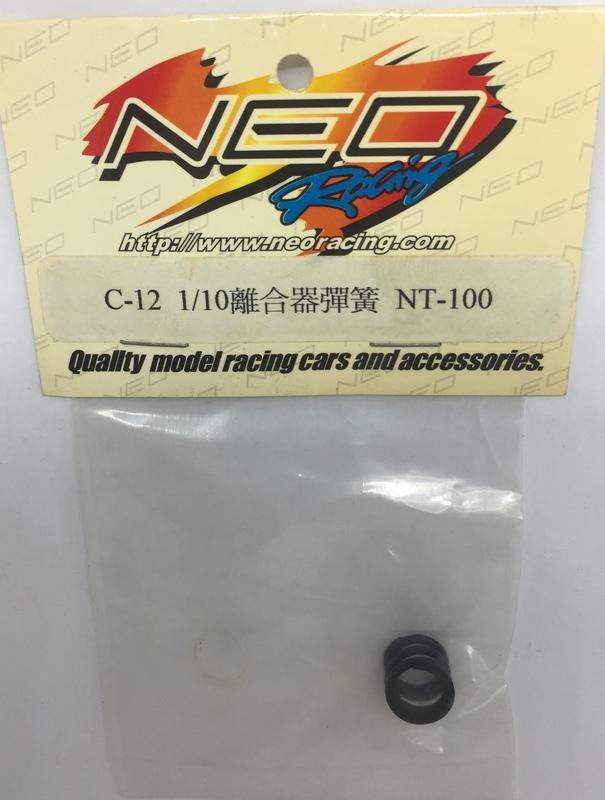 NEO
Racing
http://www.neoracing.com
C-12 1/10離合器彈簧 NT-100
Quality model racing cars and accessories.